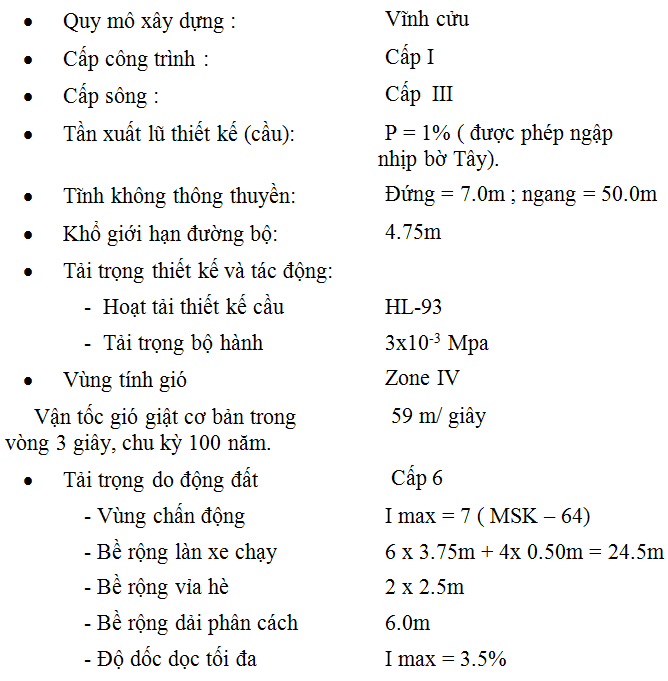 • Quy mô xây dựng : Vĩnh cửu
• Cấp công trình : Cấp I
• Cấp sông : Cấp III
• Tần xuất lũ thiết kế (cầu): P = 1% ( được phép ngập
nhịp bờ Tây).
• Tĩnh không thông thuyền: Đứng = 7.0m ; ngang = 50.0m
• Khổ giới hạn đường bộ: 4.75m
• Tải trọng thiết kế và tác động:
- Hoạt tải thiết kế cầu HL-93
- Tải trọng bộ hành 3x10⁻³ Mpa
• Vùng tính gió Zone IV
Vận tốc gió giật cơ bản trong 59 m/ giây
vòng 3 giây, chu kỳ 100 năm.
• Tải trọng do động đất Cấp 6
- Vùng chấn động I max = 7 ( MSK – 64)
- Bề rộng làn xe chạy 6 x 3.75m + 4x 0.50m = 24.5m
- Bề rộng vỉa hè 2 x 2.5m
- Bề rộng dải phân cách 6.0m
- Độ dốc dọc tối đa I max = 3.5%